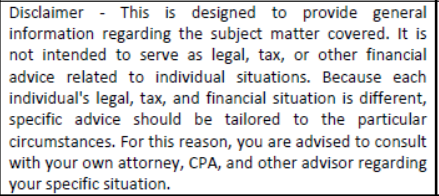 Disclaimer - This is designed to provide general
information regarding the subject matter covered. It is
not intended to serve as legal, tax, or other financial
advice related to individual situations. Because each
individual's legal, tax, and financial situation is different,
specific advice should be tailored to the particular
circumstances. For this reason, you are advised to consult
with your own attorney, CPA, and other advisor regarding
your specific situation.